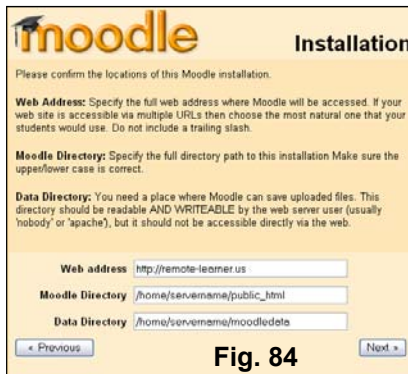 moodle
Installation
Please confirm the locations of this Moodle installation.
Web Address: Specify the full web address where Moodle will be accessed. If your
web site is accessible via multiple URLs then choose the most natural one that your
students would use. Do not include a trailing slash.
Moodle Directory: Specify the full directory path to this installation Make sure the
upper/lower case is correct.
Data Directory: You need a place where Moodle can save uploaded files. This
directory should be readable AND WRITEABLE by the web server user (usually
'nobody' or 'apache'), but it should not be accessible directly via the web.
Web address http://remote-learner.us
Moodle Directory /home/servername/public_html
Data Directory /home/servername/moodledata
« Previous
Fig. 84
Next »